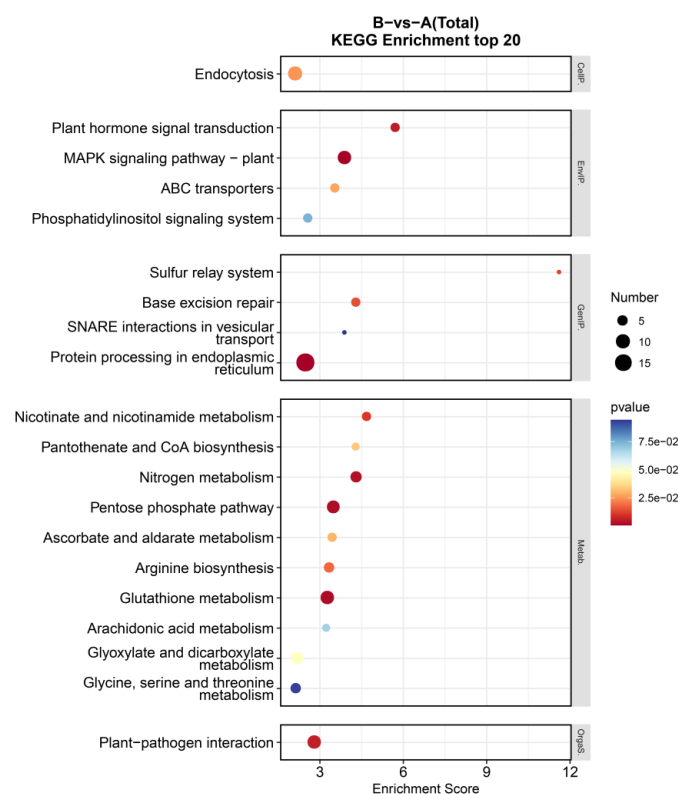 B−vs−A(Total)
KEGG Enrichment top 20
Endocytosis
CellP.
Plant hormone signal transduction
MAPK signaling pathway − plant
ABC transporters
Phosphatidylinositol signaling system
EnvIP.
Sulfur relay system
Base excision repair
SNARE interactions in vesicular
transport
Protein processing in endoplasmic
reticulum
GenIP.
Nicotinate and nicotinamide metabolism
Pantothenate and CoA biosynthesis
Nitrogen metabolism
Pentose phosphate pathway
Ascorbate and aldarate metabolism
Arginine biosynthesis
Glutathione metabolism
Arachidonic acid metabolism
Glyoxylate and dicarboxylate
metabolism
Glycine, serine and threonine
metabolism
Metab.
Plant−pathogen interaction
OrgaS.
3
6
9
12
Enrichment Score
Number
5
10
15
pvalue
7.5e−02
5.0e−02
2.5e−02